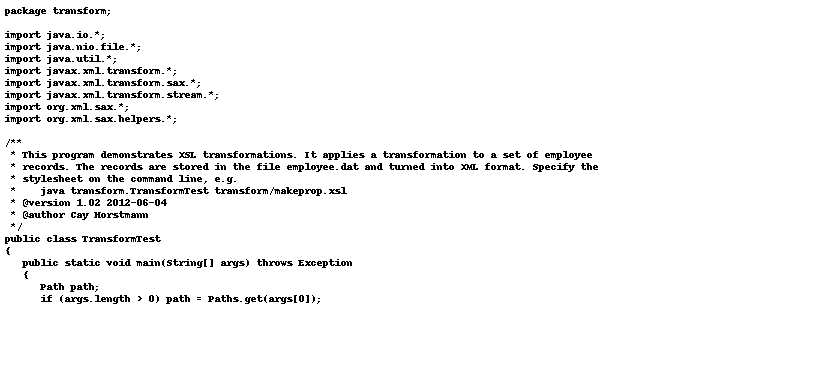 package transform;

import java.io.*;
import java.nio.file.*;
import java.util.*;
import javax.xml.transform.*;
import javax.xml.transform.sax.*;
import javax.xml.transform.stream.*;
import org.xml.sax.*;
import org.xml.sax.helpers.*;

/**
 * This program demonstrates XSL transformations. It applies a transformation to a set of employee
 * records. The records are stored in the file employee.dat and turned into XML format. Specify the
 * stylesheet on the command line, e.g.
 *    java transform.TransformTest transform/makeprop.xsl
 * @version 1.02 2012-06-04
 * @author Cay Horstmann
 */
public class TransformTest
{
   public static void main(String[] args) throws Exception
   {
      Path path;
      if (args.length > 0) path = Paths.get(args[0]);